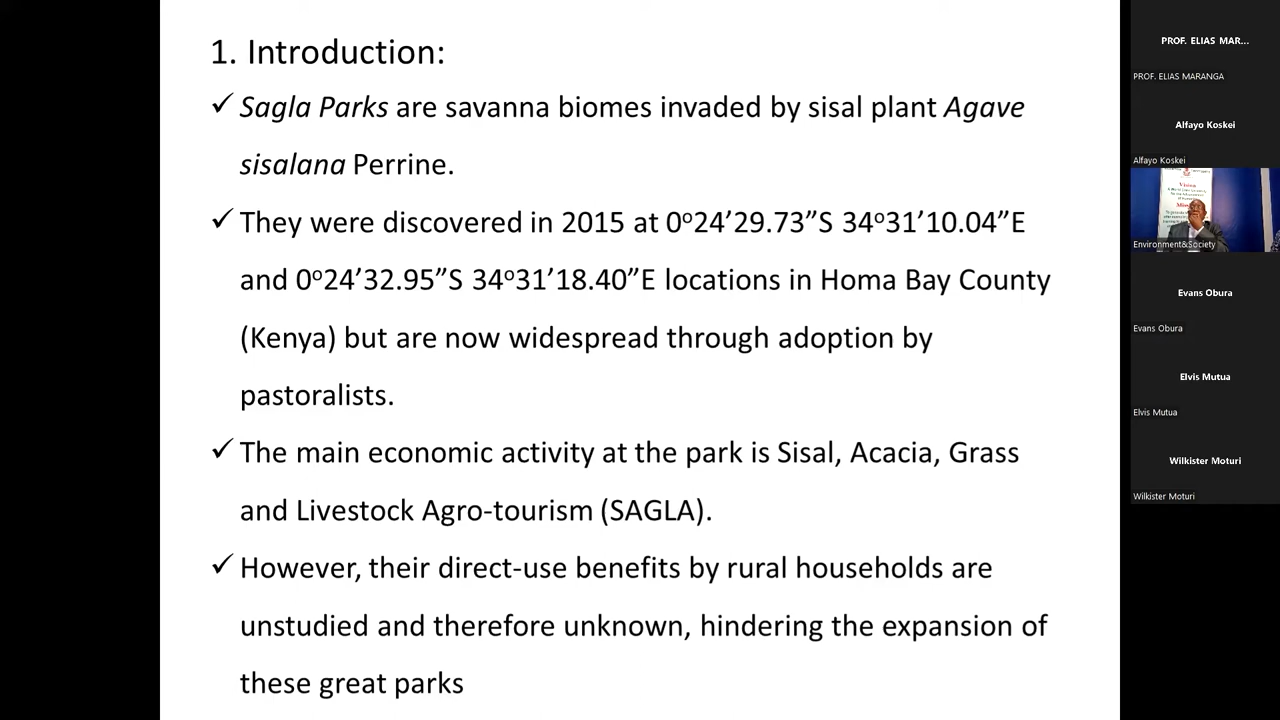 1. Introduction:
✓ Sagla Parks are savanna biomes invaded by sisal plant Agave
sisalana Perrine.
✓ They were discovered in 2015 at 0º24’29.73”S 34º31’10.04”E
and 0º24’32.95”S 34º31’18.40”E locations in Homa Bay County
(Kenya) but are now widespread through adoption by
pastoralists.
✓ The main economic activity at the park is Sisal, Acacia, Grass
and Livestock Agro-tourism (SAGLA).
✓ However, their direct-use benefits by rural households are
unstudied and therefore unknown, hindering the expansion of
these great parks
PROF. ELIAS MAR...
PROF. ELIAS MARANGA
Alfayo Koskei
Alfayo Koskei
Vision
Environment&Society
Evans Obura
Evans Obura
Elvis Mutua
Elvis Mutua
Wilkister Moturi
Wilkister Moturi